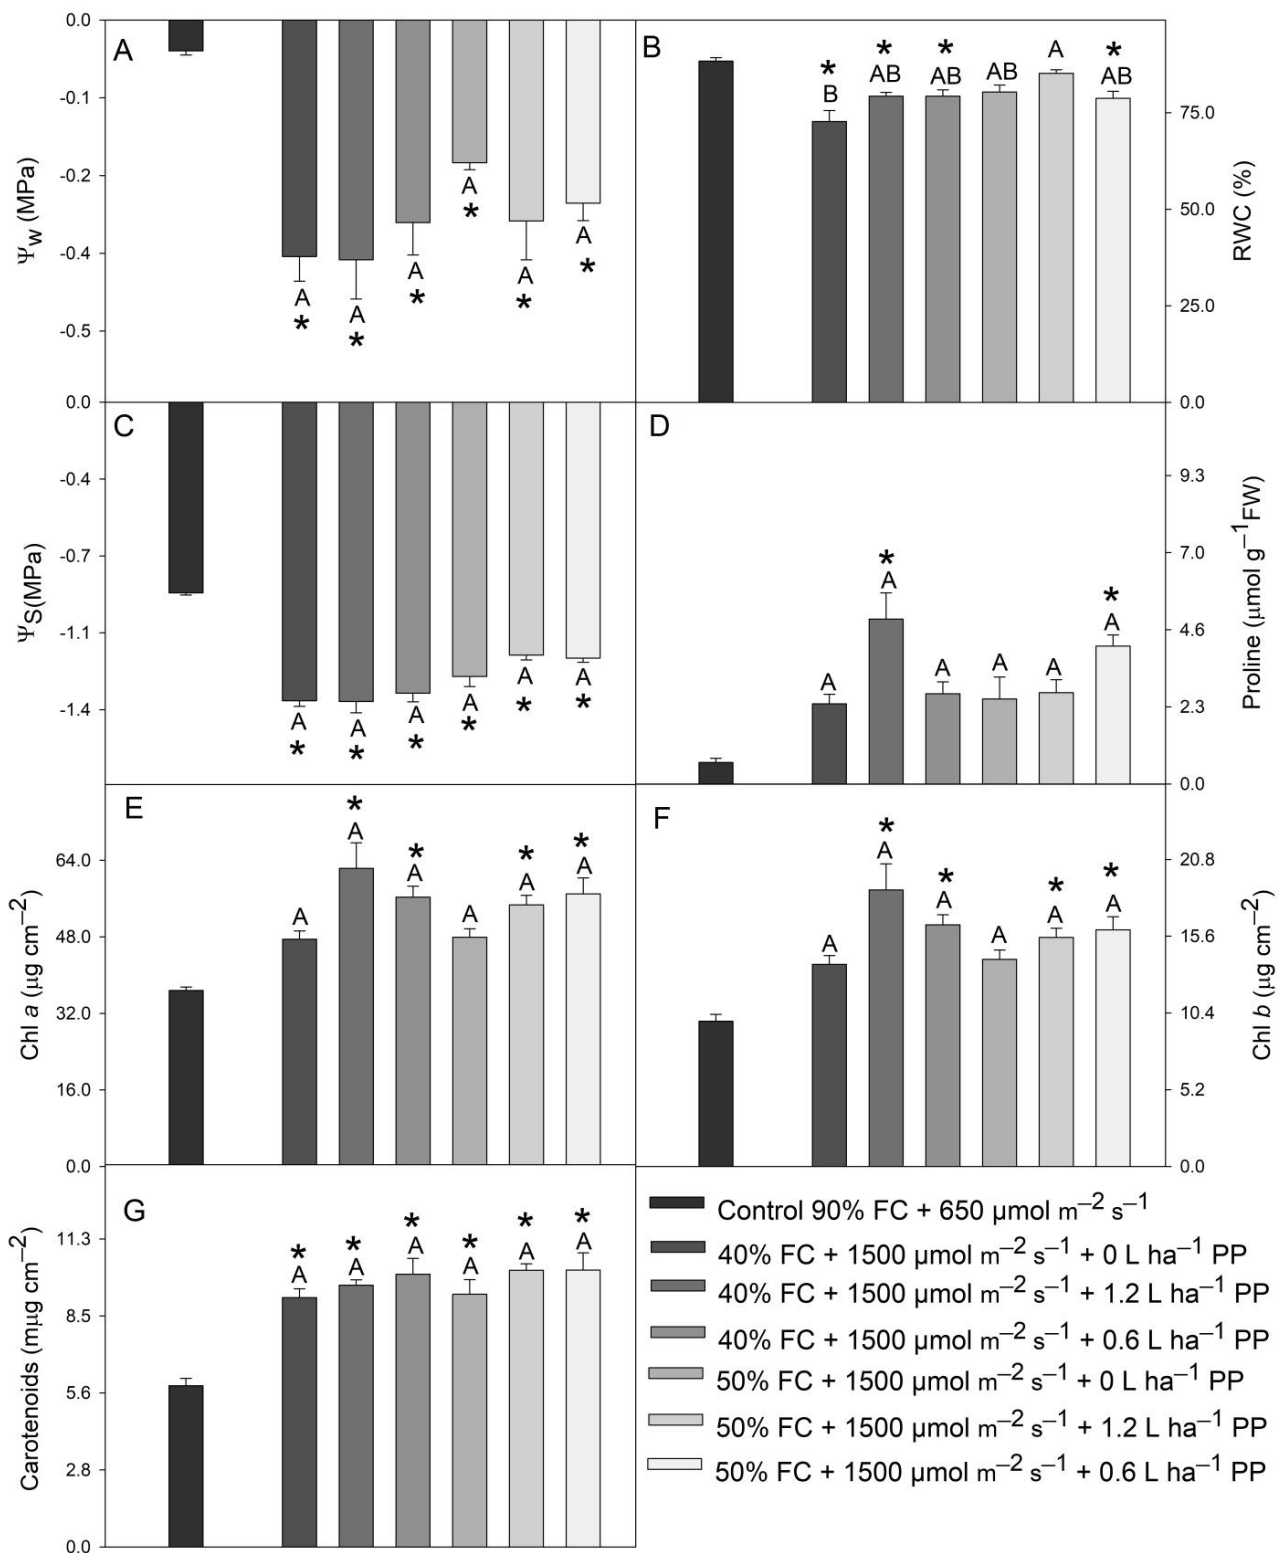 A
0.0
-0.1
-0.2
-0.4
-0.5
Ψw (MPa)
A
A
A
A
A
A
*
*
*
*
*
*
B
*
*
*
A
*
B
AB
AB
AB
AB
75.0
50.0
25.0
0.0
RWC (%)
C
0.0
-0.4
-0.7
-1.1
-1.4
ΨS(MPa)
A
A
A
A
A
A
*
*
*
*
*
*
D
*
*
A
A
A
A
A
A
9.3
7.0
4.6
2.3
0.0
Proline (µmol g–1FW)
E
64.0
48.0
32.0
16.0
0.0
Chl a (µg cm–2)
*
*
*
*
A
A
A
A
A
A
F
*
*
*
*
A
A
A
A
A
A
20.8
15.6
10.4
5.2
0.0
Chl b (µg cm–2)
G
11.3
8.5
5.6
2.8
0.0
Carotenoids (mµg cm–2)
*
*
*
*
*
*
A
A
A
A
A
A
Control 90% FC + 650 µmol m–2 s–1
40% FC + 1500 µmol m–2 s–1 + 0 L ha–1 PP
40% FC + 1500 µmol m–2 s–1 + 1.2 L ha–1 PP
40% FC + 1500 µmol m–2 s–1 + 0.6 L ha–1 PP
50% FC + 1500 µmol m–2 s–1 + 0 L ha–1 PP
50% FC + 1500 µmol m–2 s–1 + 1.2 L ha–1 PP
50% FC + 1500 µmol m–2 s–1 + 0.6 L ha–1 PP